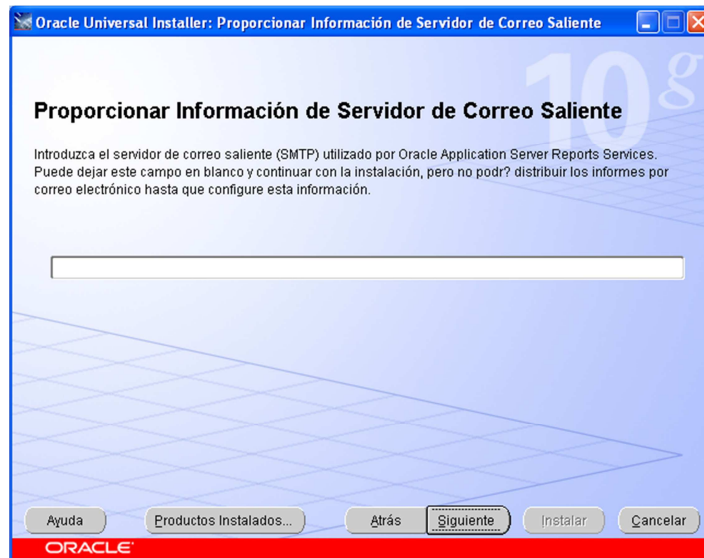 Oracle Universal Installer: Proporcionar Información de Servidor de Correo Saliente
10g
Proporcionar Información de Servidor de Correo Saliente
Introduzca el servidor de correo saliente (SMTP) utilizado por Oracle Application Server Reports Services.
Puede dejar este campo en blanco y continuar con la instalación, pero no podr? distribuir los informes por
correo electrónico hasta que configure esta información.
Ayuda
Productos Instalados...
Atrás
Siguiente
Instalar
Cancelar
ORACLE